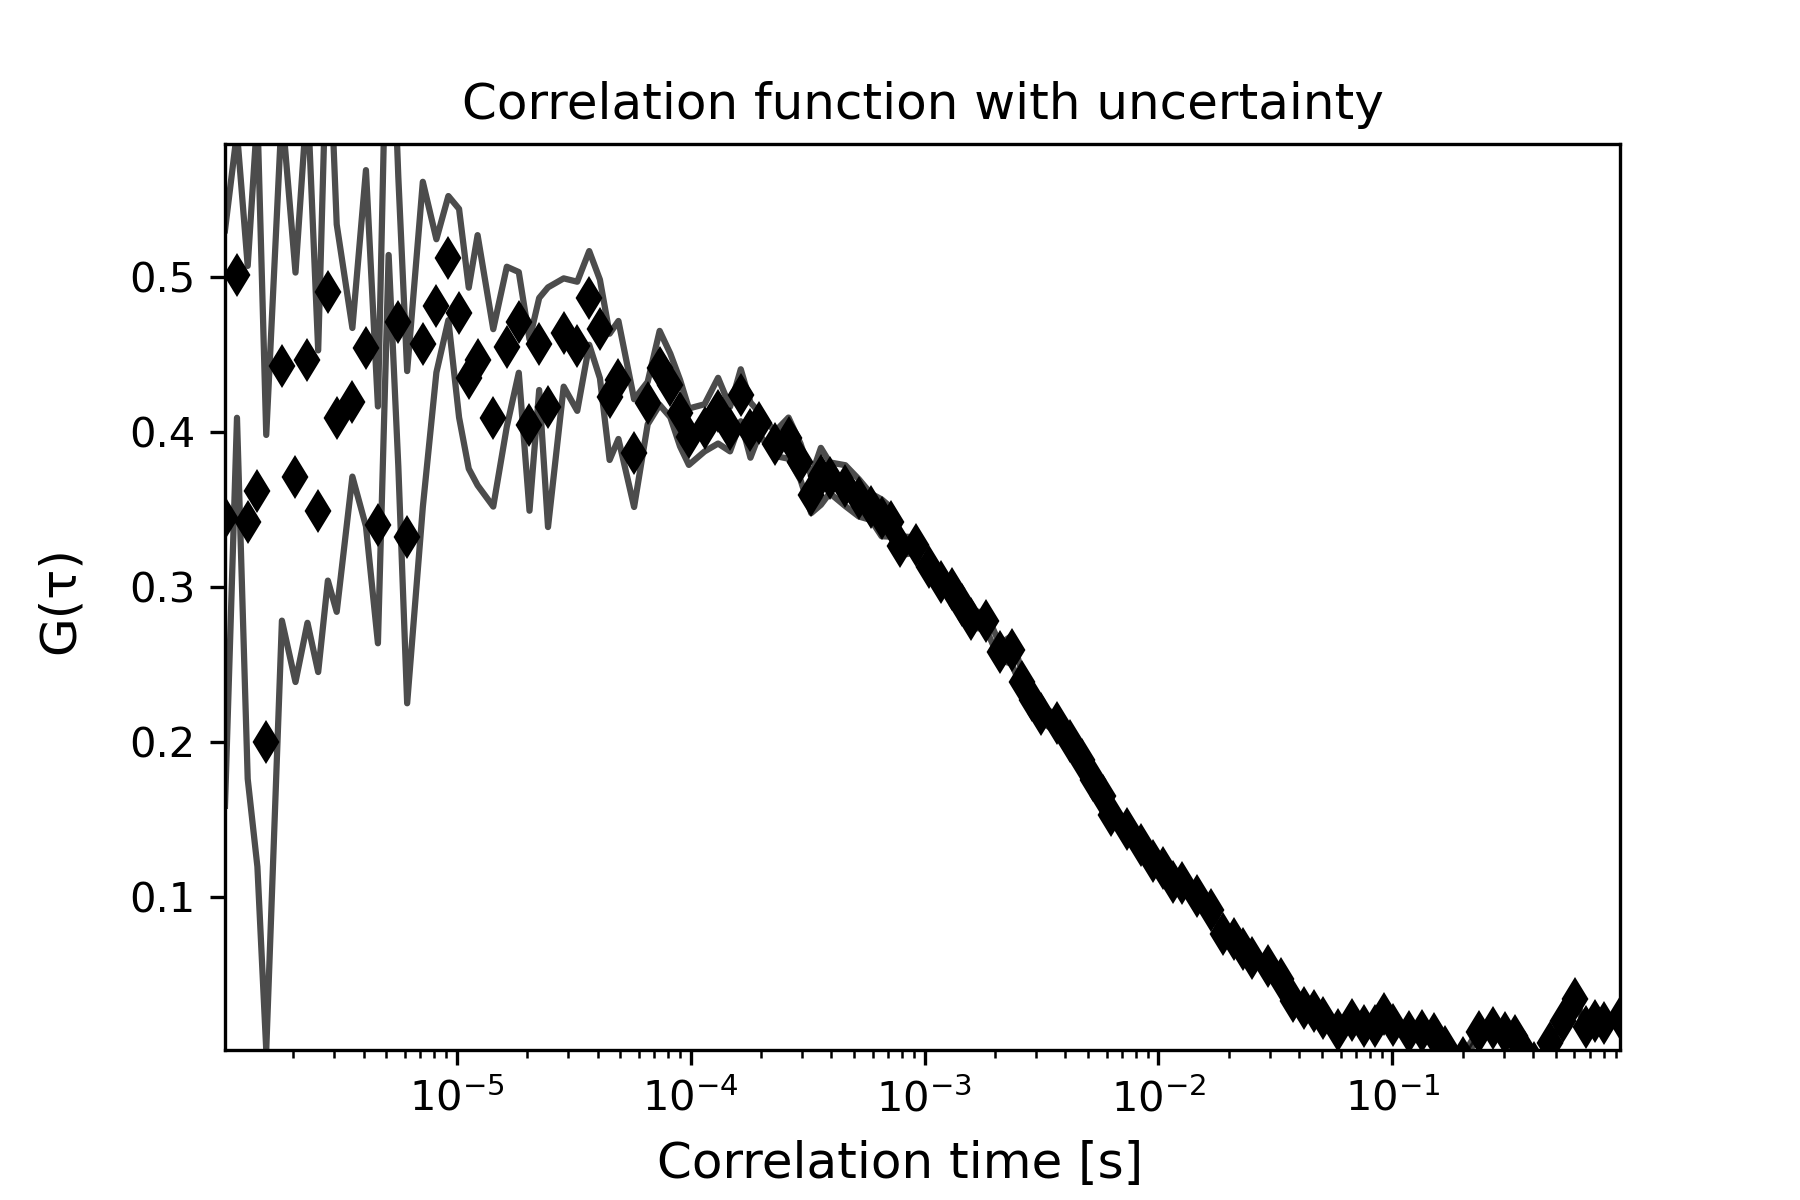 Correlation function with uncertainty
G(τ)
0.5
0.4
0.3
0.2
0.1
10⁻⁵ 10⁻⁴ 10⁻³ 10⁻² 10⁻¹
Correlation time [s]